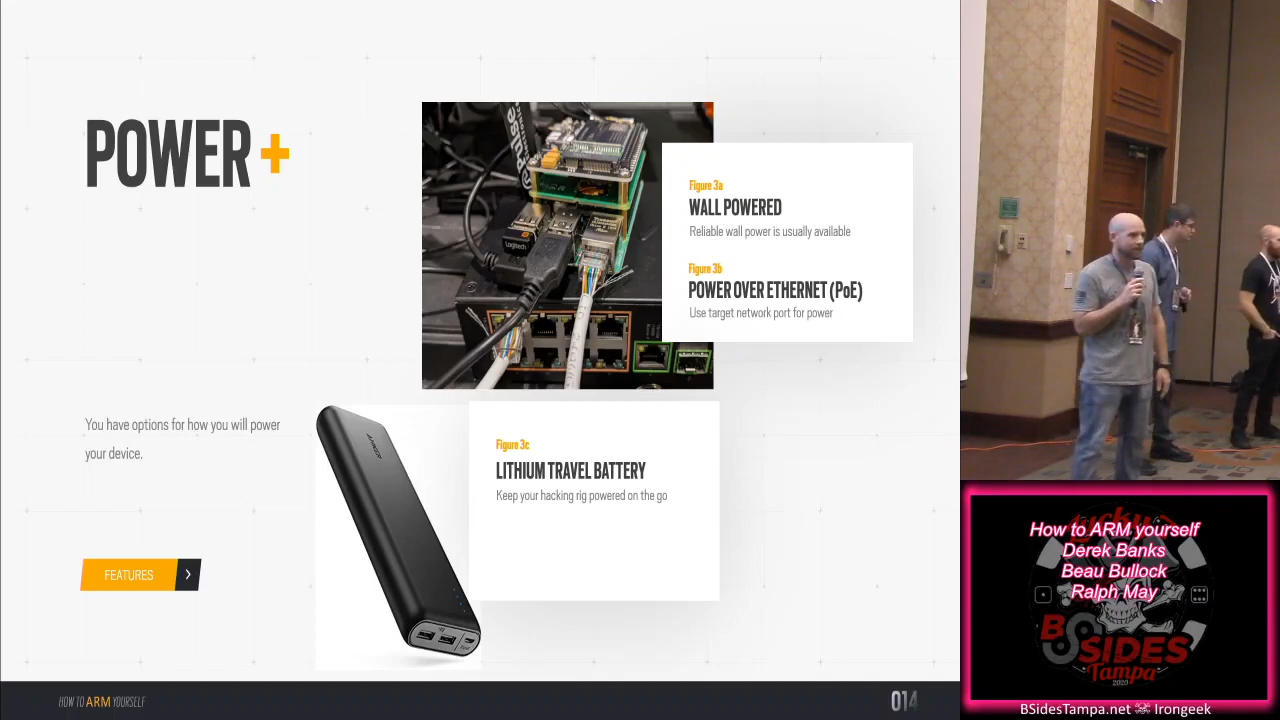 POWER +
Figure 3a
WALL POWERED
Reliable wall power is usually available
Figure 3b
POWER OVER ETHERNET (PoE)
Use target network port for power
Logitech
You have options for how you will power
your device.
ANKER
Figure 3c
LITHIUM TRAVEL BATTERY
Keep your hacking rig powered on the go
FEATURES
HOW TO ARM YOURSELF
014
How to ARM yourself
Derek Banks
Beau Bullock
Ralph May
BSIDES
Tampa
2020
BSidesTampa.net Irongeek